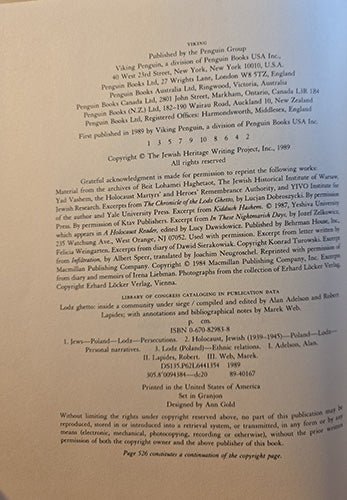 VIKING
Published by the Penguin Group
Viking Penguin, a division of Penguin Books USA Inc.,
40 West 23rd Street, New York, New York 10010, U.S.A.
Penguin Books Ltd, 27 Wrights Lane, London W8 5TZ, England
Penguin Books Australia Ltd, Ringwood, Victoria, Australia
Penguin Books Canada Ltd, 2801 John Street, Markham, Ontario, Canada L3R 1B4
Penguin Books (N.Z.) Ltd, 182–190 Wairau Road, Auckland 10, New Zealand
Penguin Books Ltd, Registered Offices: Harmondsworth, Middlesex, England
First published in 1989 by Viking Penguin, a division of Penguin Books USA Inc.
1 3 5 7 9 10 8 6 4 2
Copyright © The Jewish Heritage Writing Project, Inc., 1989
All rights reserved
Grateful acknowledgment is made for permission to reprint the following works:
Material from the archives of Beit Lohamei Haghetaot, The Jewish Historical Institute of Warsaw,
Yad Vashem, the Holocaust Martyrs' and Heroes' Remembrance Authority, and YIVO Institute for
Jewish Research. Excerpts from The Chronicle of the Lodz Ghetto, by Lucjan Dobroszycki. By permission
of the author and Yale University Press. Excerpt from Kiddush Hashem. © 1987, Yeshiva University
Press. By permission of Ktav Publishers. Excerpt from In These Nightmarish Days, by Jozef Zelkowicz,
which appears in A Holocaust Reader, edited by Lucy Dawidowicz. Published by Behrman House, Inc.,
235 Watchung Ave., West Orange, NJ 07052. Used with permission. Excerpt from letter written by
Felicia Weingarten. Excerpts from diary of Dawid Sierakowiak. Copyright Konrad Turowski. Excerpt
from Infiltration, by Albert Speer, translated by Joachim Neugroschel. Reprinted with permission of
Macmillan Publishing Company. Copyright © 1984 Macmillan Publishing Company, Inc. Excerpts
from diary and memoirs of Irena Liebman. Photographs from the collection of Erhard Löcker Verlag.
Copyright Erhard Löcker Verlag, Vienna.
LIBRARY OF CONGRESS CATALOGING IN PUBLICATION DATA
Lodz ghetto: inside a community under siege / compiled and edited by Alan Adelson and Robert
Lapides; with annotations and bibliographical notes by Marek Web.
p. cm.
ISBN 0-670-82983-8
1. Jews—Poland—Lodz—Persecutions. 2. Holocaust, Jewish (1939–1945)—Poland—Lodz—
Personal narratives. 3. Lodz (Poland)—Ethnic relations. I. Adelson, Alan.
II. Lapides, Robert. III. Web, Marek.
DS135.P62L6441354 1989
305.8'0094384—dc20 89-40167
Printed in the United States of America
Set in Granjon
Designed by Ann Gold
Without limiting the rights under copyright reserved above, no part of this publication may be
reproduced, stored in or introduced into a retrieval system, or transmitted, in any form or by any
means (electronic, mechanical, photocopying, recording or otherwise), without the prior written
permission of both the copyright owner and the above publisher of this book.
Page 526 constitutes a continuation of the copyright page.